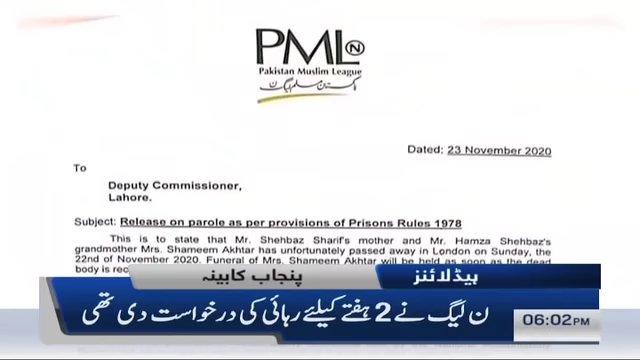 PML N
Pakistan Muslim League
پاکستان مسلم لیگ ن
Dated: 23 November 2020
To
Deputy Commissioner,
Lahore.
Subject: Release on parole as per provisions of Prisons Rules 1978
This is to state that Mr. Shehbaz Sharif's mother and Mr. Hamza Shehbaz's
grandmother Mrs. Shameem Akhtar has unfortunately passed away in London on Sunday, the
22nd of November 2020. Funeral of Mrs. Shameem Akhtar will be held as soon as the dead
body is rec
پنجاب کابینہ
ہیڈلائنز
ن لیگ نے 2 ہفتے کیلئے رہائی کی درخواست دی تھی
06:02PM